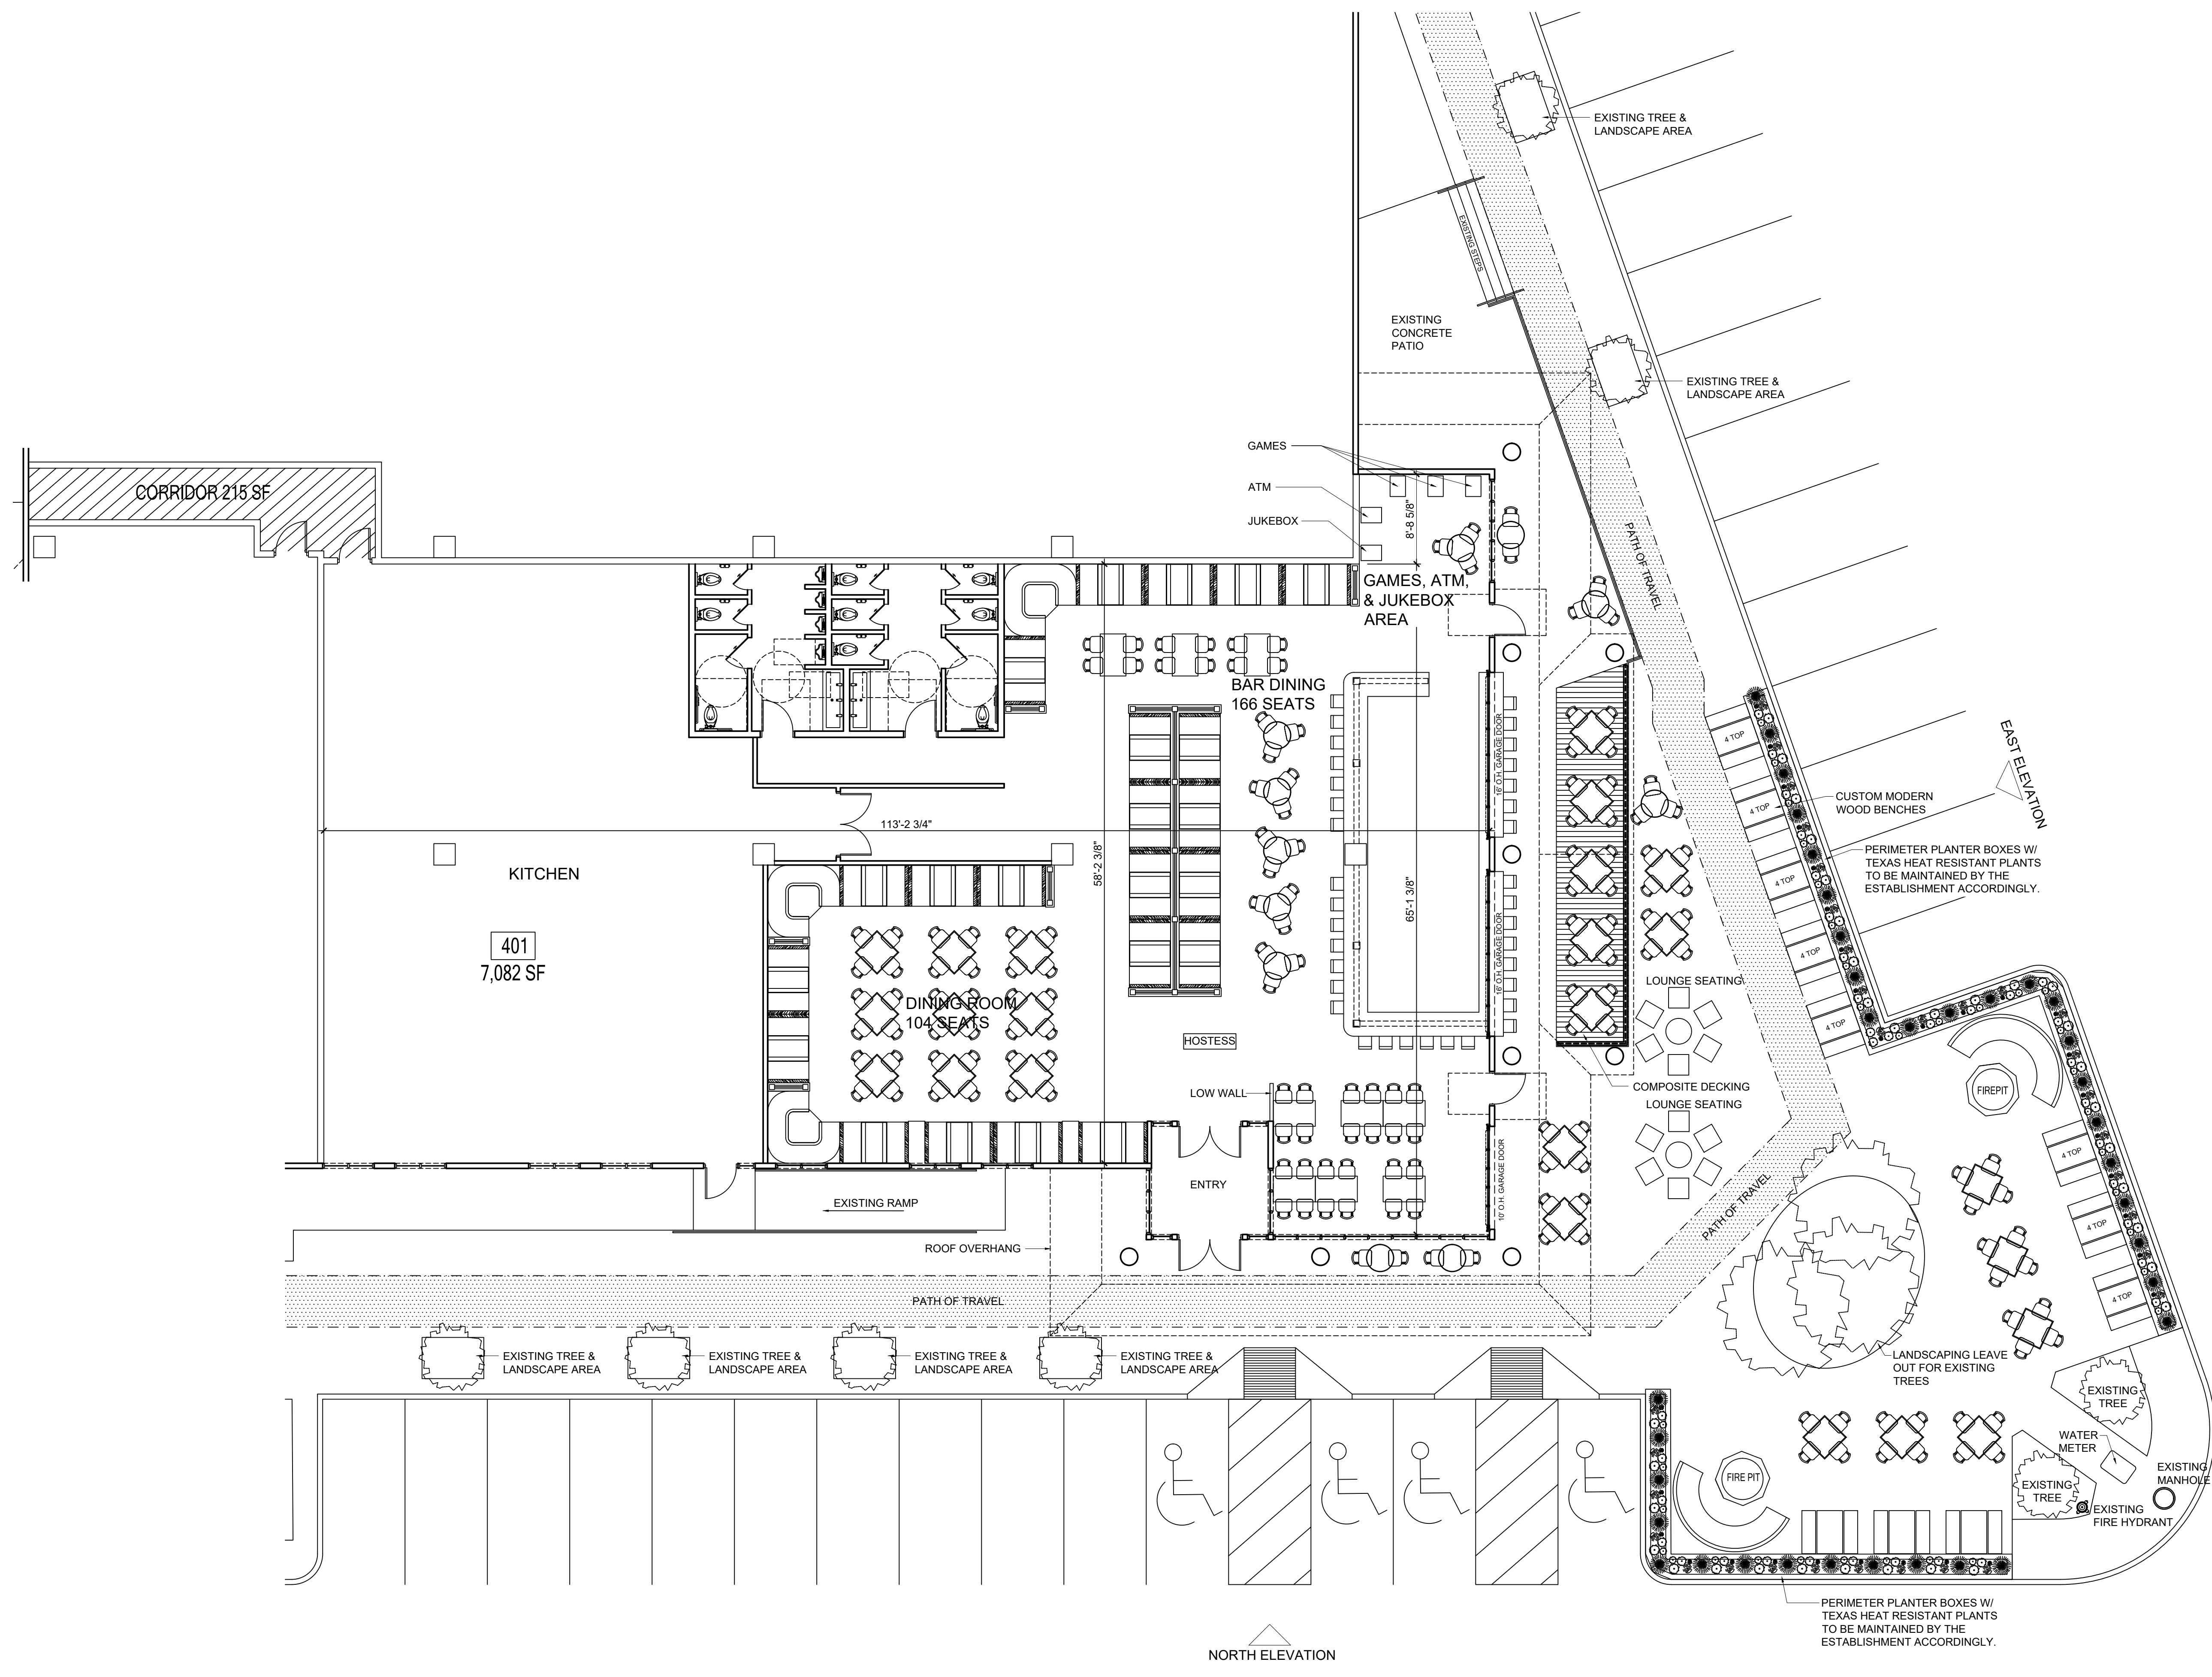 EXISTING TREE &
LANDSCAPE AREA
EXISTING STEPS
EXISTING
CONCRETE
PATIO
EXISTING TREE &
LANDSCAPE AREA
GAMES
ATM
JUKEBOX
8'-8 5/8"
CORRIDOR 215 SF
PATH OF TRAVEL
GAMES, ATM,
& JUKEBOX
AREA
BAR DINING
166 SEATS
16' O.H. GARAGE DOOR
4 TOP
EAST ELEVATION
CUSTOM MODERN
WOOD BENCHES
4 TOP
113'-2 3/4"
58'-2 3/8"
PERIMETER PLANTER BOXES W/
TEXAS HEAT RESISTANT PLANTS
TO BE MAINTAINED BY THE
ESTABLISHMENT ACCORDINGLY.
4 TOP
KITCHEN
65'-1 3/8"
401
7,082 SF
16' O.H. GARAGE DOOR
4 TOP
DINING ROOM
104 SEATS
LOUNGE SEATING
4 TOP
HOSTESS
COMPOSITE DECKING
LOW WALL
LOUNGE SEATING
FIREPIT
10' O.H. GARAGE DOOR
4 TOP
ENTRY
EXISTING RAMP
PATH OF TRAVEL
4 TOP
ROOF OVERHANG
4 TOP
PATH OF TRAVEL
EXISTING TREE &
LANDSCAPE AREA
EXISTING TREE &
LANDSCAPE AREA
EXISTING TREE &
LANDSCAPE AREA
EXISTING TREE &
LANDSCAPE AREA
LANDSCAPING LEAVE
OUT FOR EXISTING
TREES
EXISTING
TREE
WATER
METER
FIRE PIT
EXISTING
TREE
EXISTING
MANHOLE
EXISTING
FIRE HYDRANT
PERIMETER PLANTER BOXES W/
TEXAS HEAT RESISTANT PLANTS
TO BE MAINTAINED BY THE
ESTABLISHMENT ACCORDINGLY.
NORTH ELEVATION